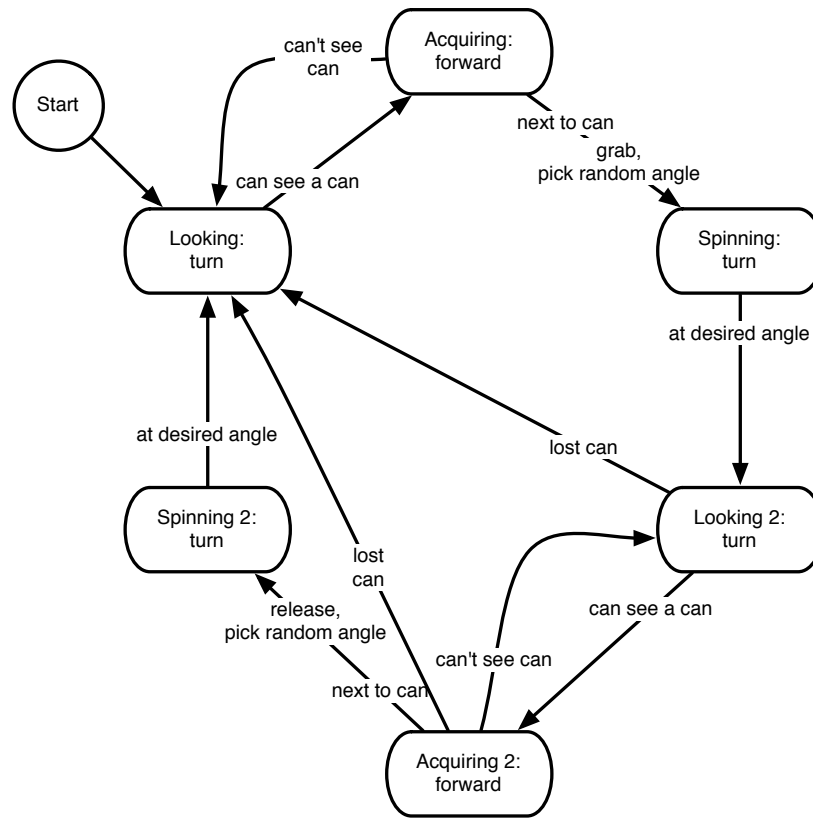 Acquiring:
forward
can't see
can
Start
next to can
grab,
pick random angle
can see a can
Looking:
turn
Spinning:
turn
at desired angle
at desired angle
lost can
Spinning 2:
turn
Looking 2:
turn
lost
can
release,
pick random angle
can see a can
can't see can
next to can
Acquiring 2:
forward